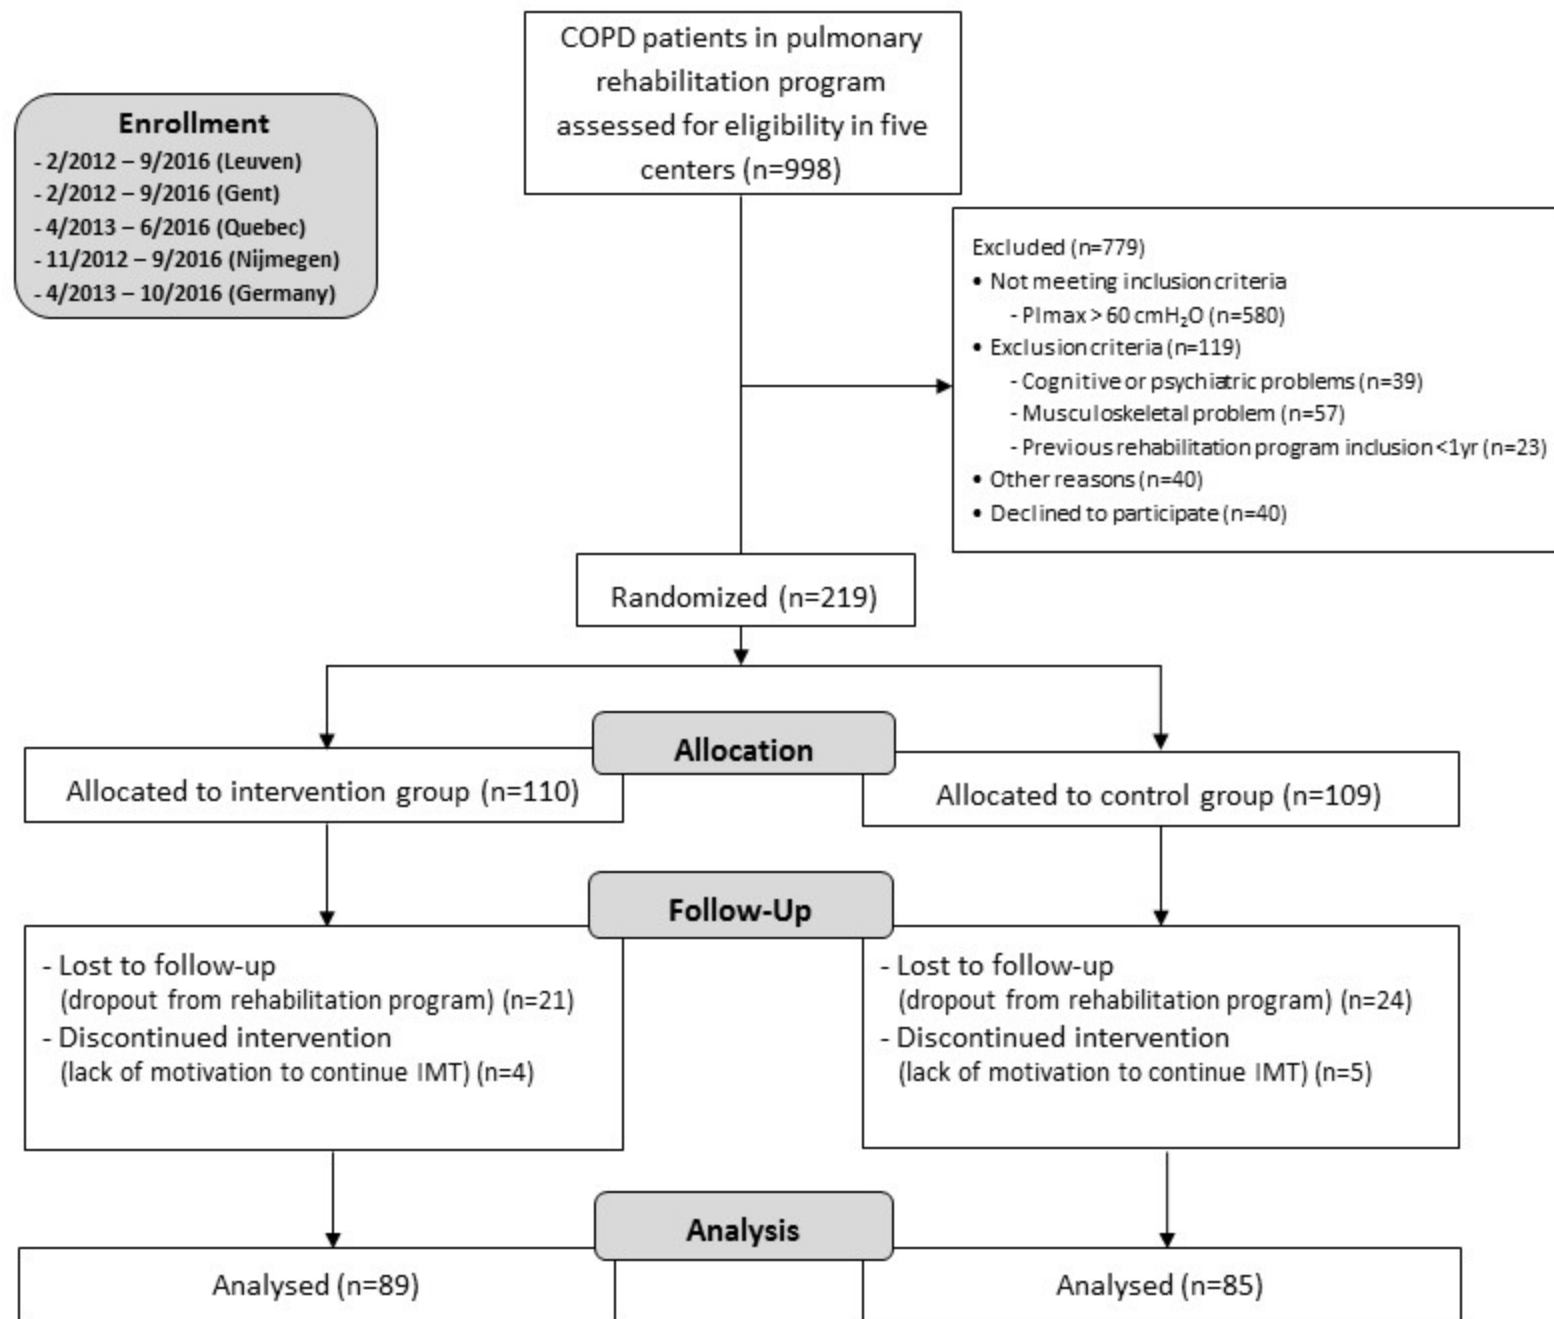 COPD patients in pulmonary
rehabilitation program
assessed for eligibility in five
centers (n=998)
Enrollment
- 2/2012 – 9/2016 (Leuven)
- 2/2012 – 9/2016 (Gent)
- 4/2013 – 6/2016 (Quebec)
- 11/2012 – 9/2016 (Nijmegen)
- 4/2013 – 10/2016 (Germany)
Excluded (n=779)
• Not meeting inclusion criteria
- PImax > 60 cmH₂O (n=580)
• Exclusion criteria (n=119)
- Cognitive or psychiatric problems (n=39)
- Musculoskeletal problem (n=57)
- Previous rehabilitation program inclusion <1yr (n=23)
• Other reasons (n=40)
• Declined to participate (n=40)
Randomized (n=219)
Allocation
Allocated to intervention group (n=110)
Allocated to control group (n=109)
Follow-Up
- Lost to follow-up
(dropout from rehabilitation program) (n=21)
- Discontinued intervention
(lack of motivation to continue IMT) (n=4)
- Lost to follow-up
(dropout from rehabilitation program) (n=24)
- Discontinued intervention
(lack of motivation to continue IMT) (n=5)
Analysis
Analysed (n=89)
Analysed (n=85)